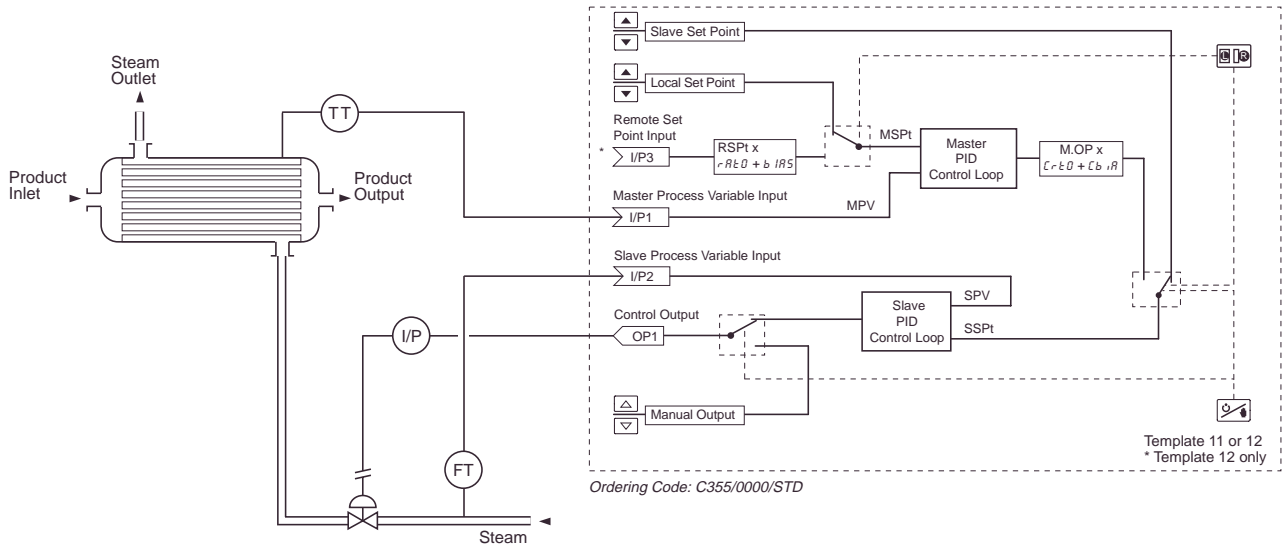 Steam
Outlet
TT
Product
Inlet
Product
Output
I/P
FT
Steam
Slave Set Point
Local Set Point
Remote Set
Point Input
* I/P3
RSPt x
rAtO + bIAS
MSPt
Master
PID
Control Loop
M.OP x
CrtO + CbiA
L R
Master Process Variable Input
I/P1
MPV
Slave Process Variable Input
I/P2
SPV
Slave
PID
Control Loop
SSPt
Control Output
OP1
Manual Output
Template 11 or 12
* Template 12 only
Ordering Code: C355/0000/STD